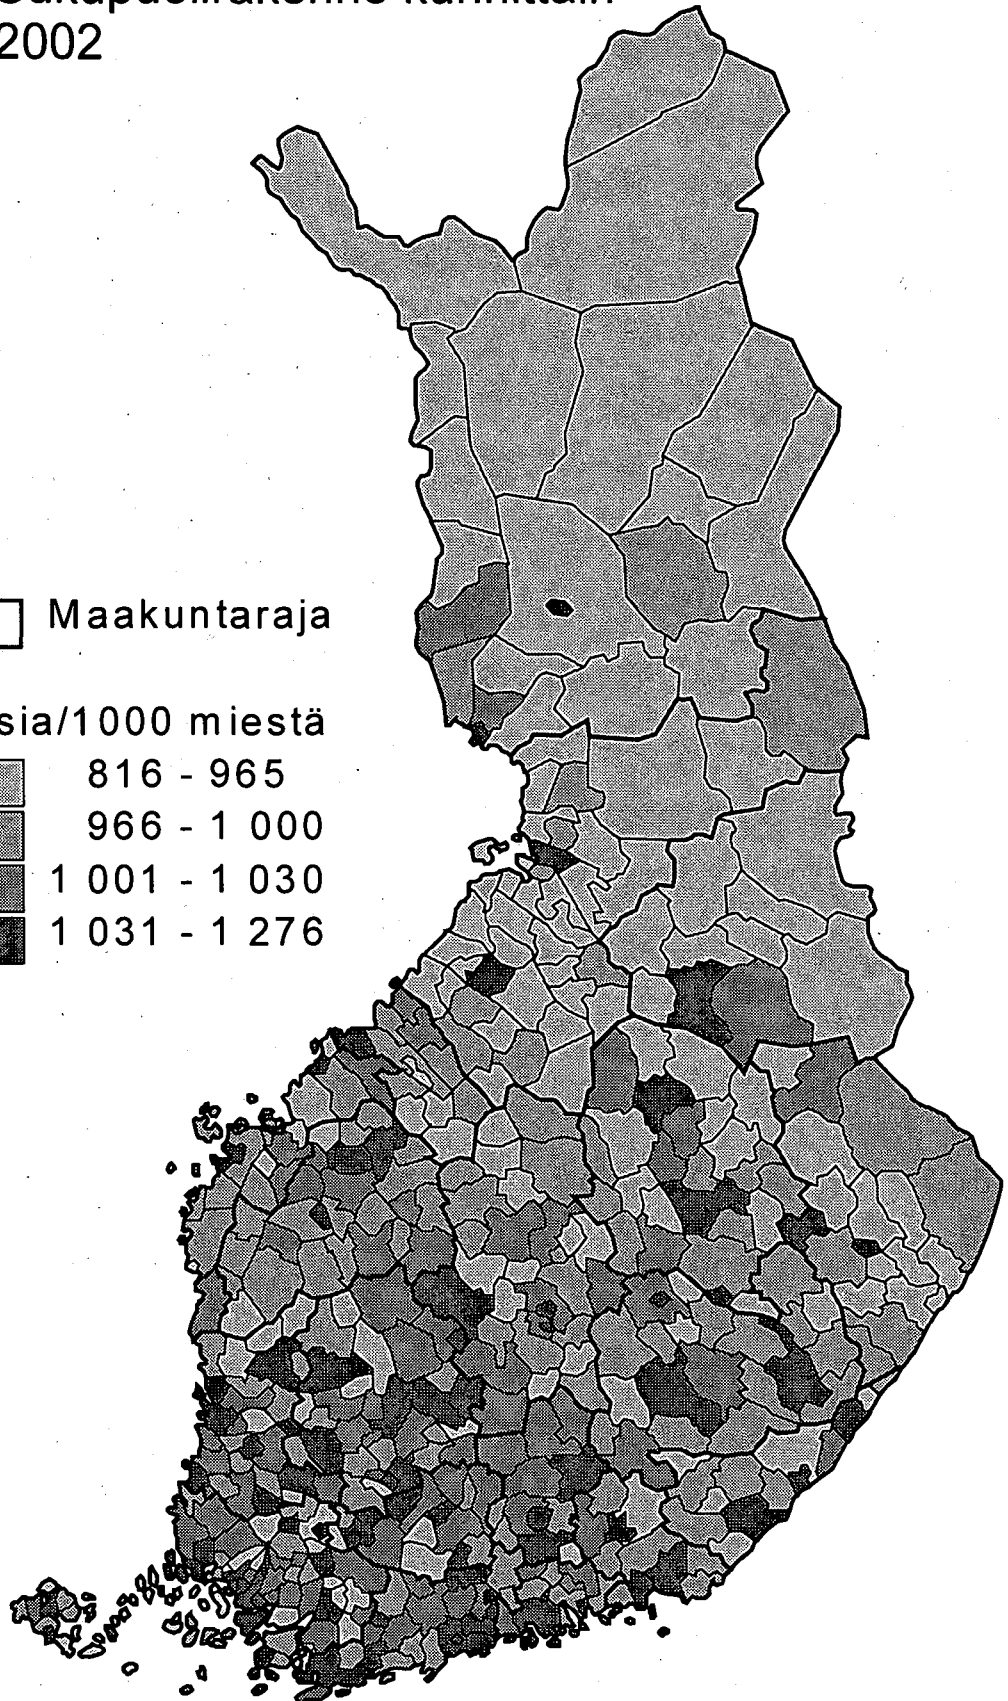 2002
Maakuntaraja
sia/1000 miestä
816 - 965
966 - 1 000
1 001 - 1 030
1 031 - 1 276